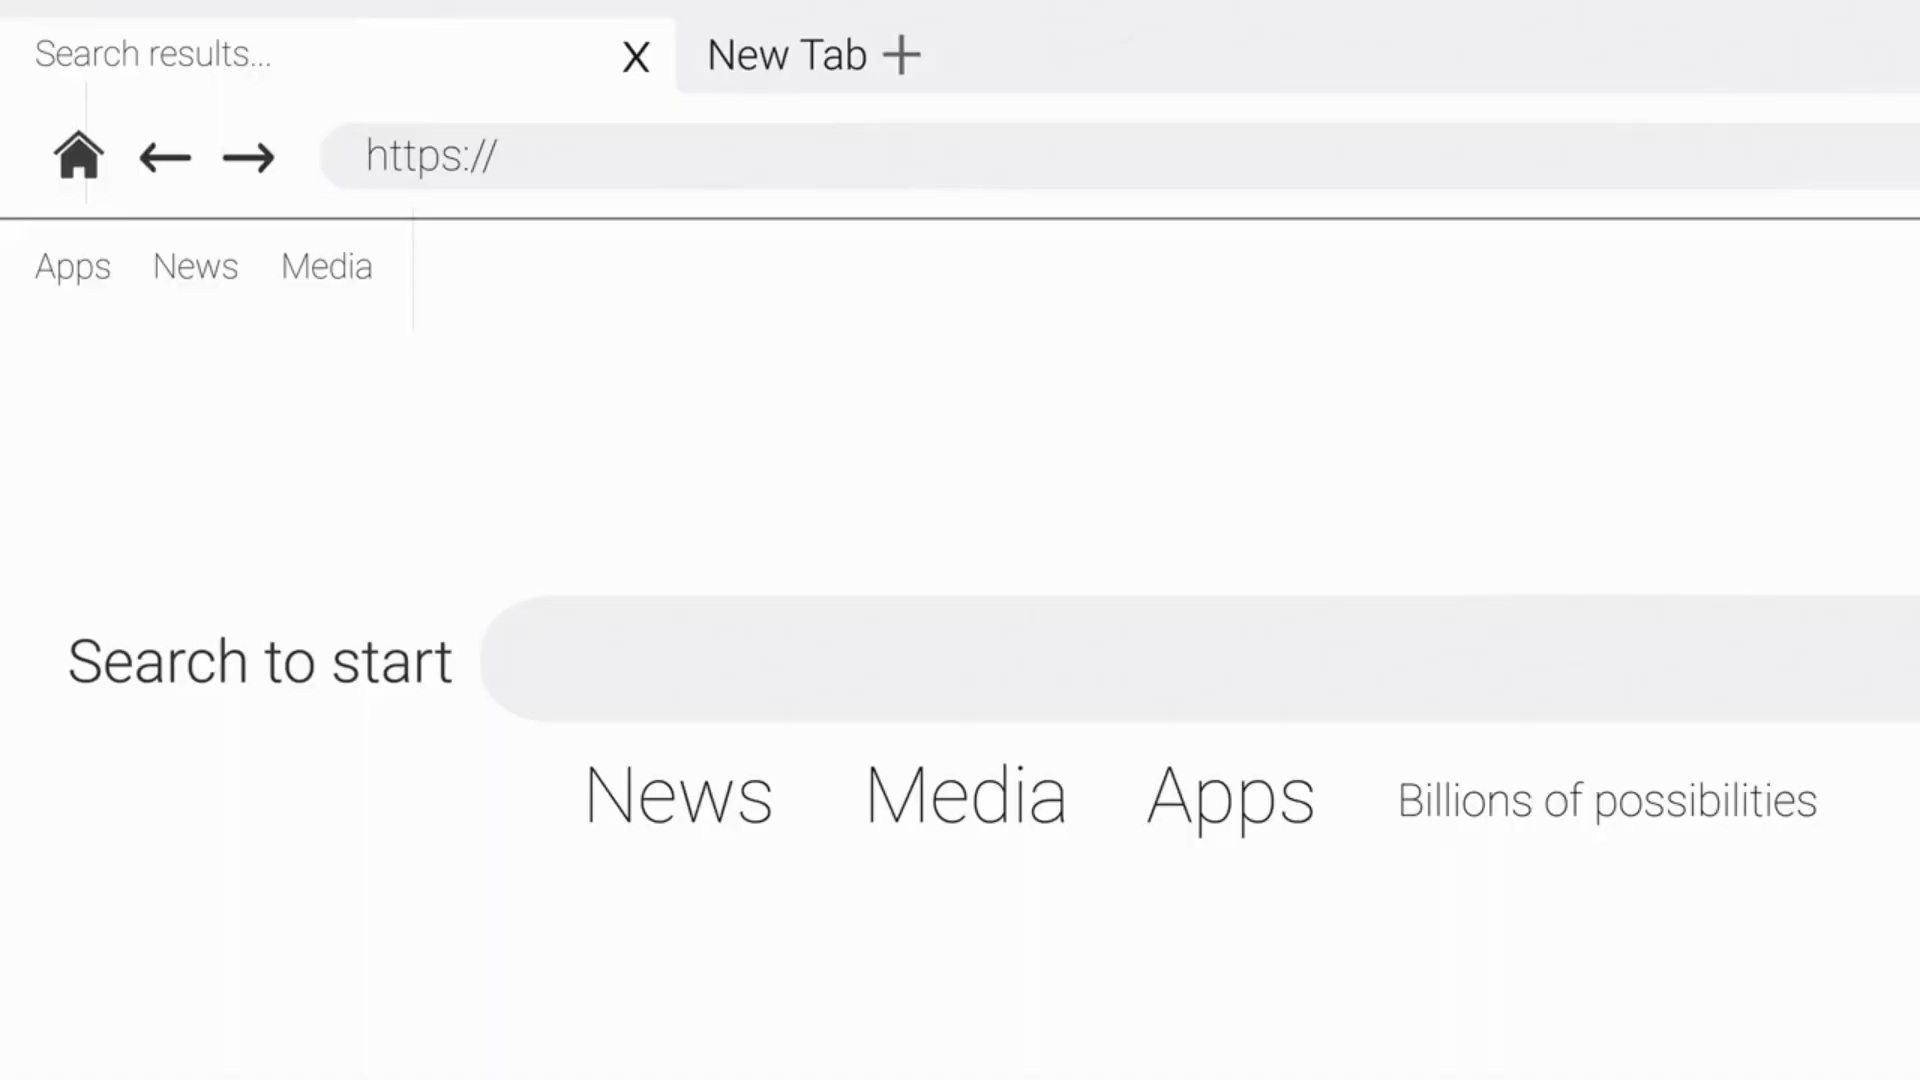 Search results... X New Tab +
https://
Apps News Media
Search to start
News Media Apps Billions of possibilities